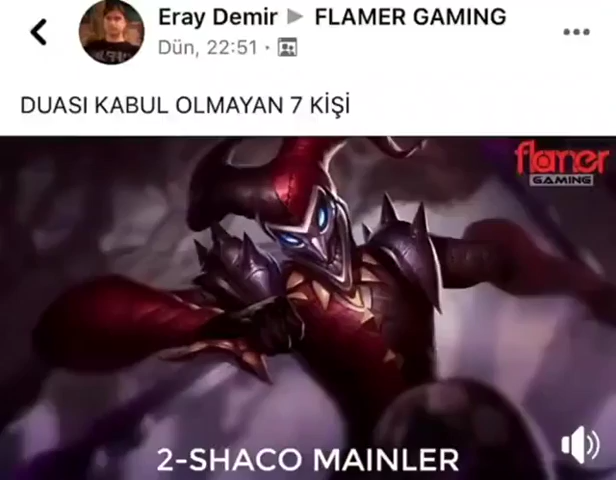 Eray Demir ▶ FLAMER GAMING
Dün, 22:51 ·
DUASI KABUL OLMAYAN 7 KİŞİ
flamer
GAMING
2-SHACO MAINLER